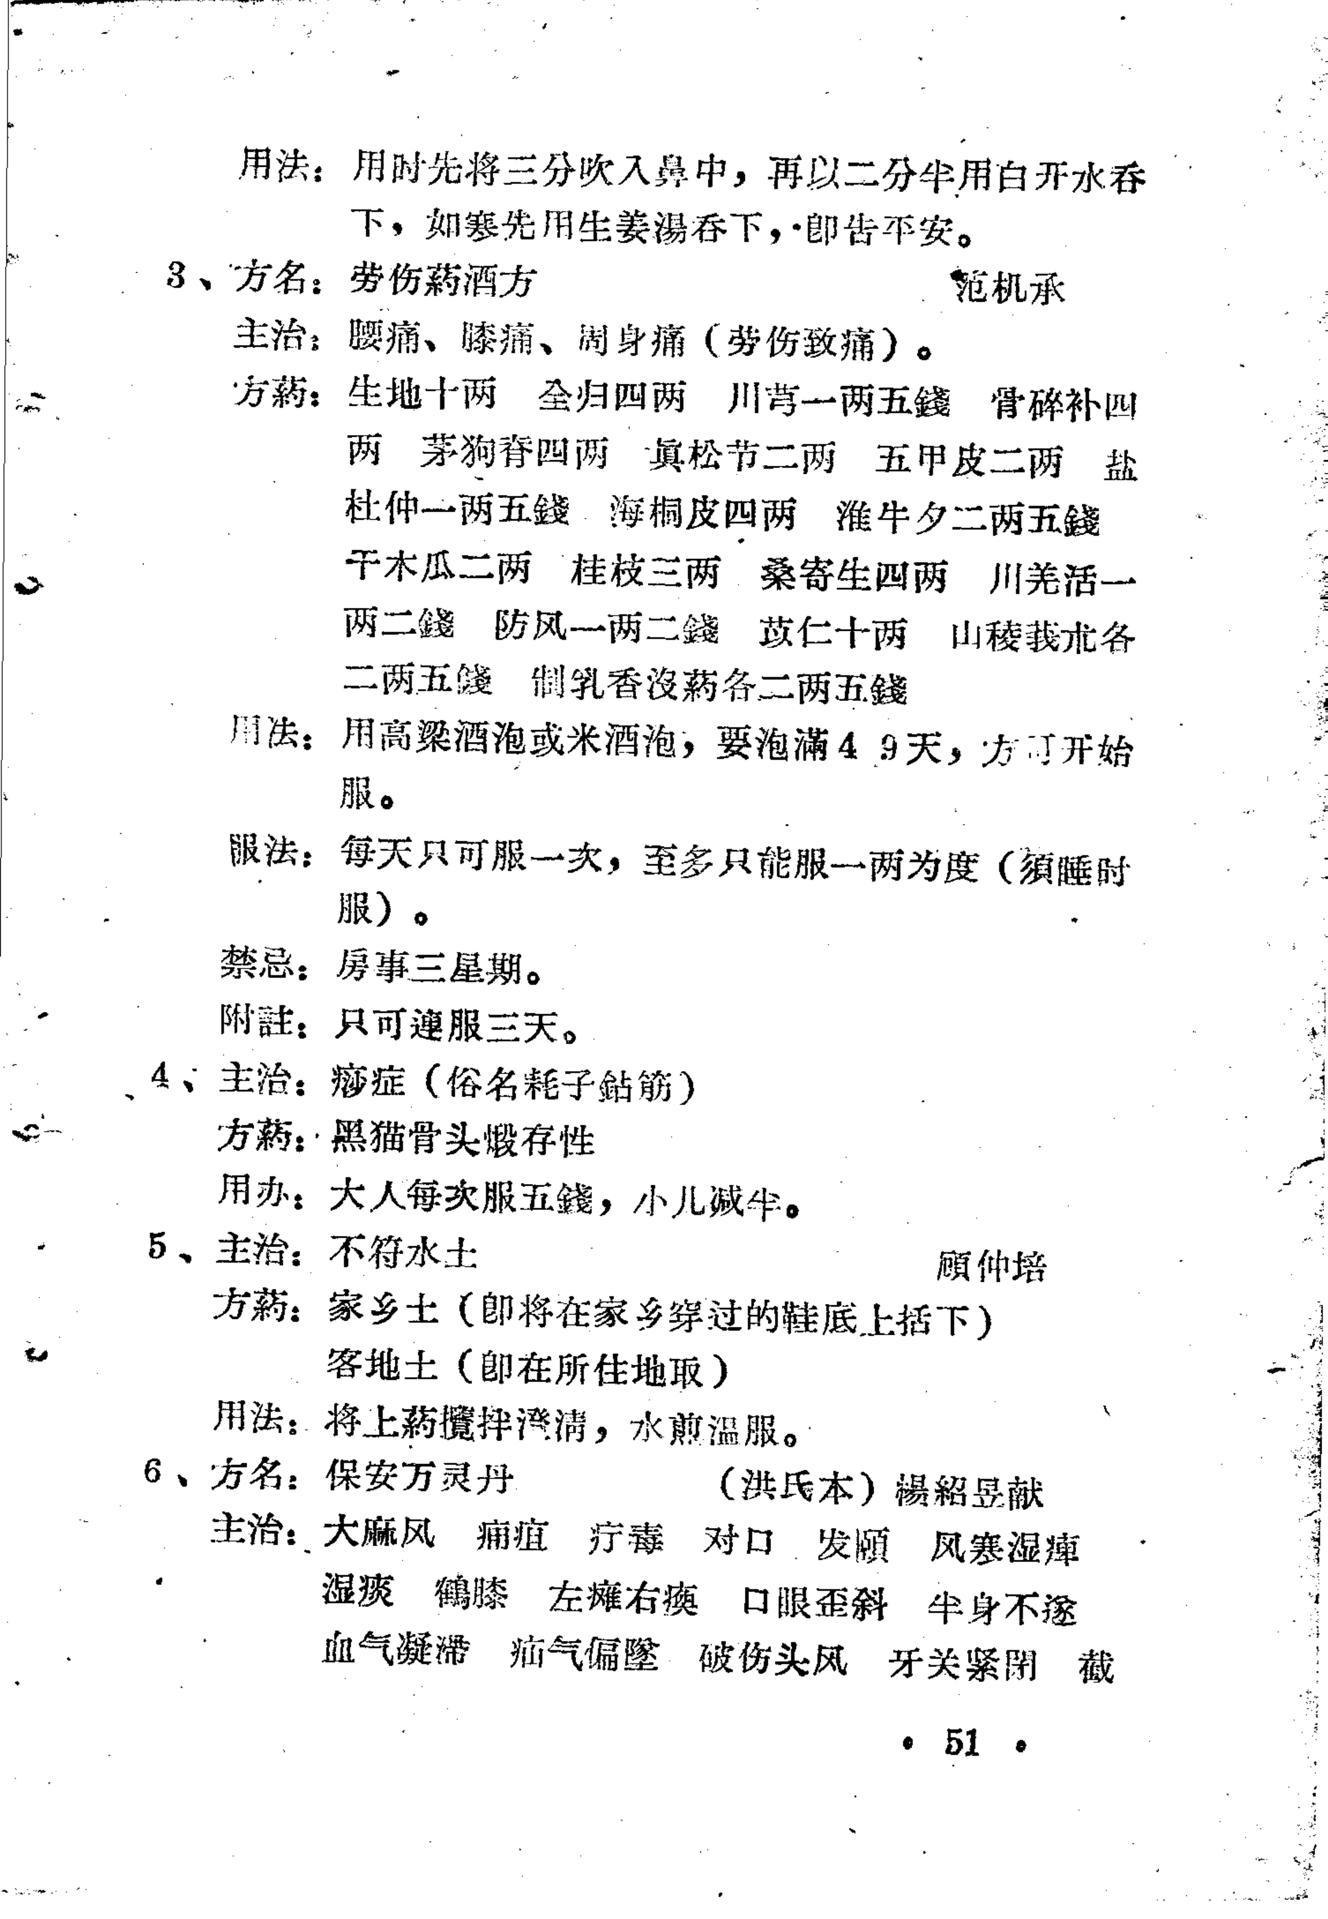 用法：用时先将三分吹入鼻中，再以二分半用白开水吞
下，如寒先用生姜湯吞下，即告平安。
3、方名：劳伤葯酒方 范机承
主治：腰痛、膝痛、周身痛（劳伤致痛）。
方葯：生地十两 全归四两 川芎一两五錢 骨碎补四
两 茅狗脊四两 眞松节二两 五甲皮二两 盐
杜仲一两五錢 海桐皮四两 淮牛夕二两五錢
干木瓜二两 桂枝三两 桑寄生四两 川羌活一
两二錢 防风一两二錢 苡仁十两 山稜莪朮各
二两五錢 制乳香沒葯各二两五錢
用法：用高梁酒泡或米酒泡，要泡滿49天，方可开始
服。
服法：每天只可服一次，至多只能服一两为度（須睡时
服）。
禁忌：房事三星期。
附註：只可連服三天。
4、主治：痧症（俗名耗子鉆筋）
方葯：黑猫骨头煅存性
用办：大人每次服五錢，小儿减半。
5、主治：不符水土 顾仲培
方葯：家乡土（即将在家乡穿过的鞋底上括下）
客地土（即在所住地取）
用法：将上葯攪拌澄清，水煎溫服。
6、方名：保安万灵丹 （洪氏本）楊紹昱献
主治：大麻风 痈疽 疔毒 对口 发頤 风寒湿痺
湿痰 鶴膝 左瘫右痪 口眼歪斜 半身不遂
血气凝滯 疝气偏墜 破伤头风 牙关紧閉 截
• 51 •